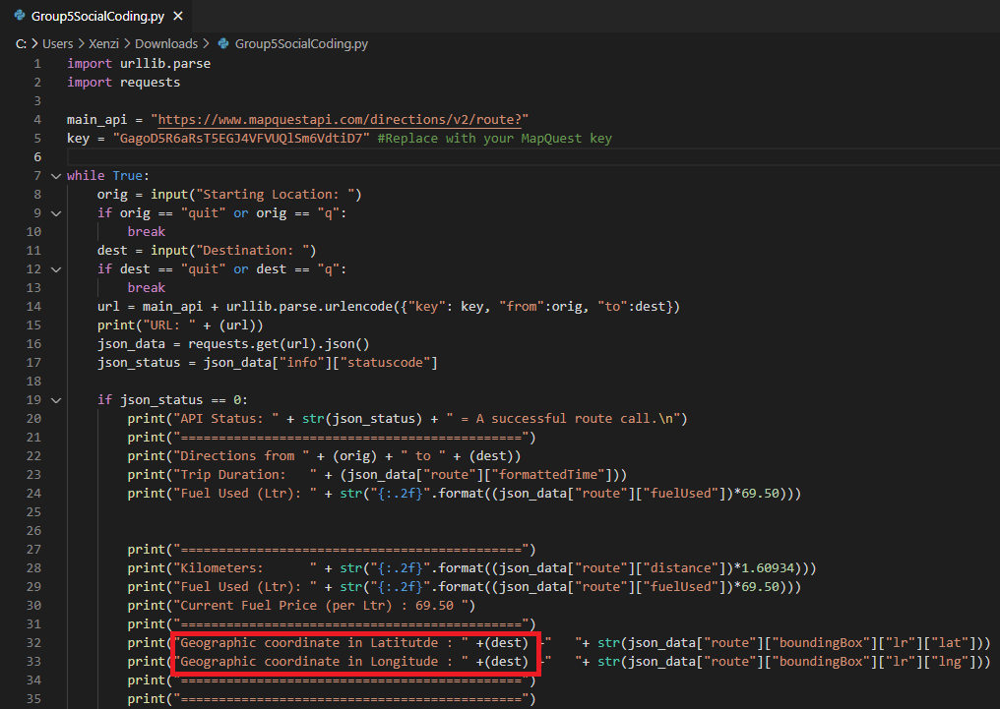 Group5SocialCoding.py ×
C: > Users > Xenzi > Downloads > Group5SocialCoding.py
1 import urllib.parse
2 import requests
3
4 main_api = "https://www.mapquestapi.com/directions/v2/route?"
5 key = "GagoD5R6aRsT5EGJ4VFVUQlSm6VdtiD7" #Replace with your MapQuest key
6
7 while True:
8 orig = input("Starting Location: ")
9 if orig == "quit" or orig == "q":
10 break
11 dest = input("Destination: ")
12 if dest == "quit" or dest == "q":
13 break
14 url = main_api + urllib.parse.urlencode({"key": key, "from":orig, "to":dest})
15 print("URL: " + (url))
16 json_data = requests.get(url).json()
17 json_status = json_data["info"]["statuscode"]
18
19 if json_status == 0:
20 print("API Status: " + str(json_status) + " = A successful route call.\n")
21 print("=============================================")
22 print("Directions from " + (orig) + " to " + (dest))
23 print("Trip Duration:   " + (json_data["route"]["formattedTime"]))
24 print("Fuel Used (Ltr): " + str("{:.2f}".format((json_data["route"]["fuelUsed"])*69.50)))
25
26
27 print("=============================================")
28 print("Kilometers:      " + str("{:.2f}".format((json_data["route"]["distance"])*1.60934)))
29 print("Fuel Used (Ltr): " + str("{:.2f}".format((json_data["route"]["fuelUsed"])*69.50)))
30 print("Current Fuel Price (per Ltr) : 69.50 ")
31 print("=============================================")
32 print("Geographic coordinate in Latitutde : " +(dest) +"   "+ str(json_data["route"]["boundingBox"]["lr"]["lat"]))
33 print("Geographic coordinate in Longitude :  " +(dest) +"   "+ str(json_data["route"]["boundingBox"]["lr"]["lng"]))
34 print("=============================================")
35 print("=============================================")